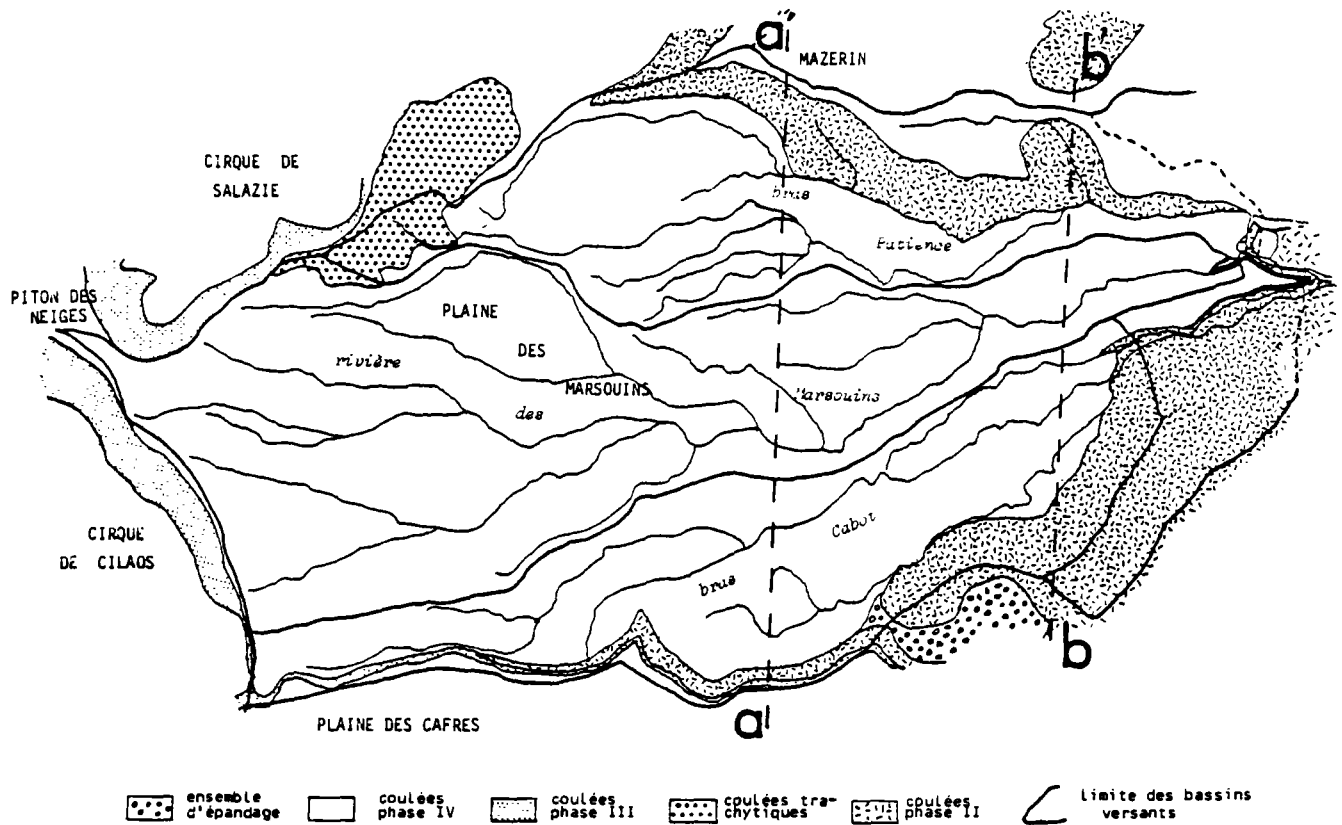 a"
b'
MAZERIN
CIRQUE DE
SALAZIE
bras
Patience
PITON DES
NEIGES
PLAINE
DES
MARSOUINS
rivière
des
Marsouins
CIRQUE
DE CILAOS
Cabot
bras
b
a'
PLAINE DES CAFRES
ensemble
d'épandage
coulées
phase IV
coulées
phase III
coulées tra-
chytiques
coulées
phase II
limite des bassins
versants